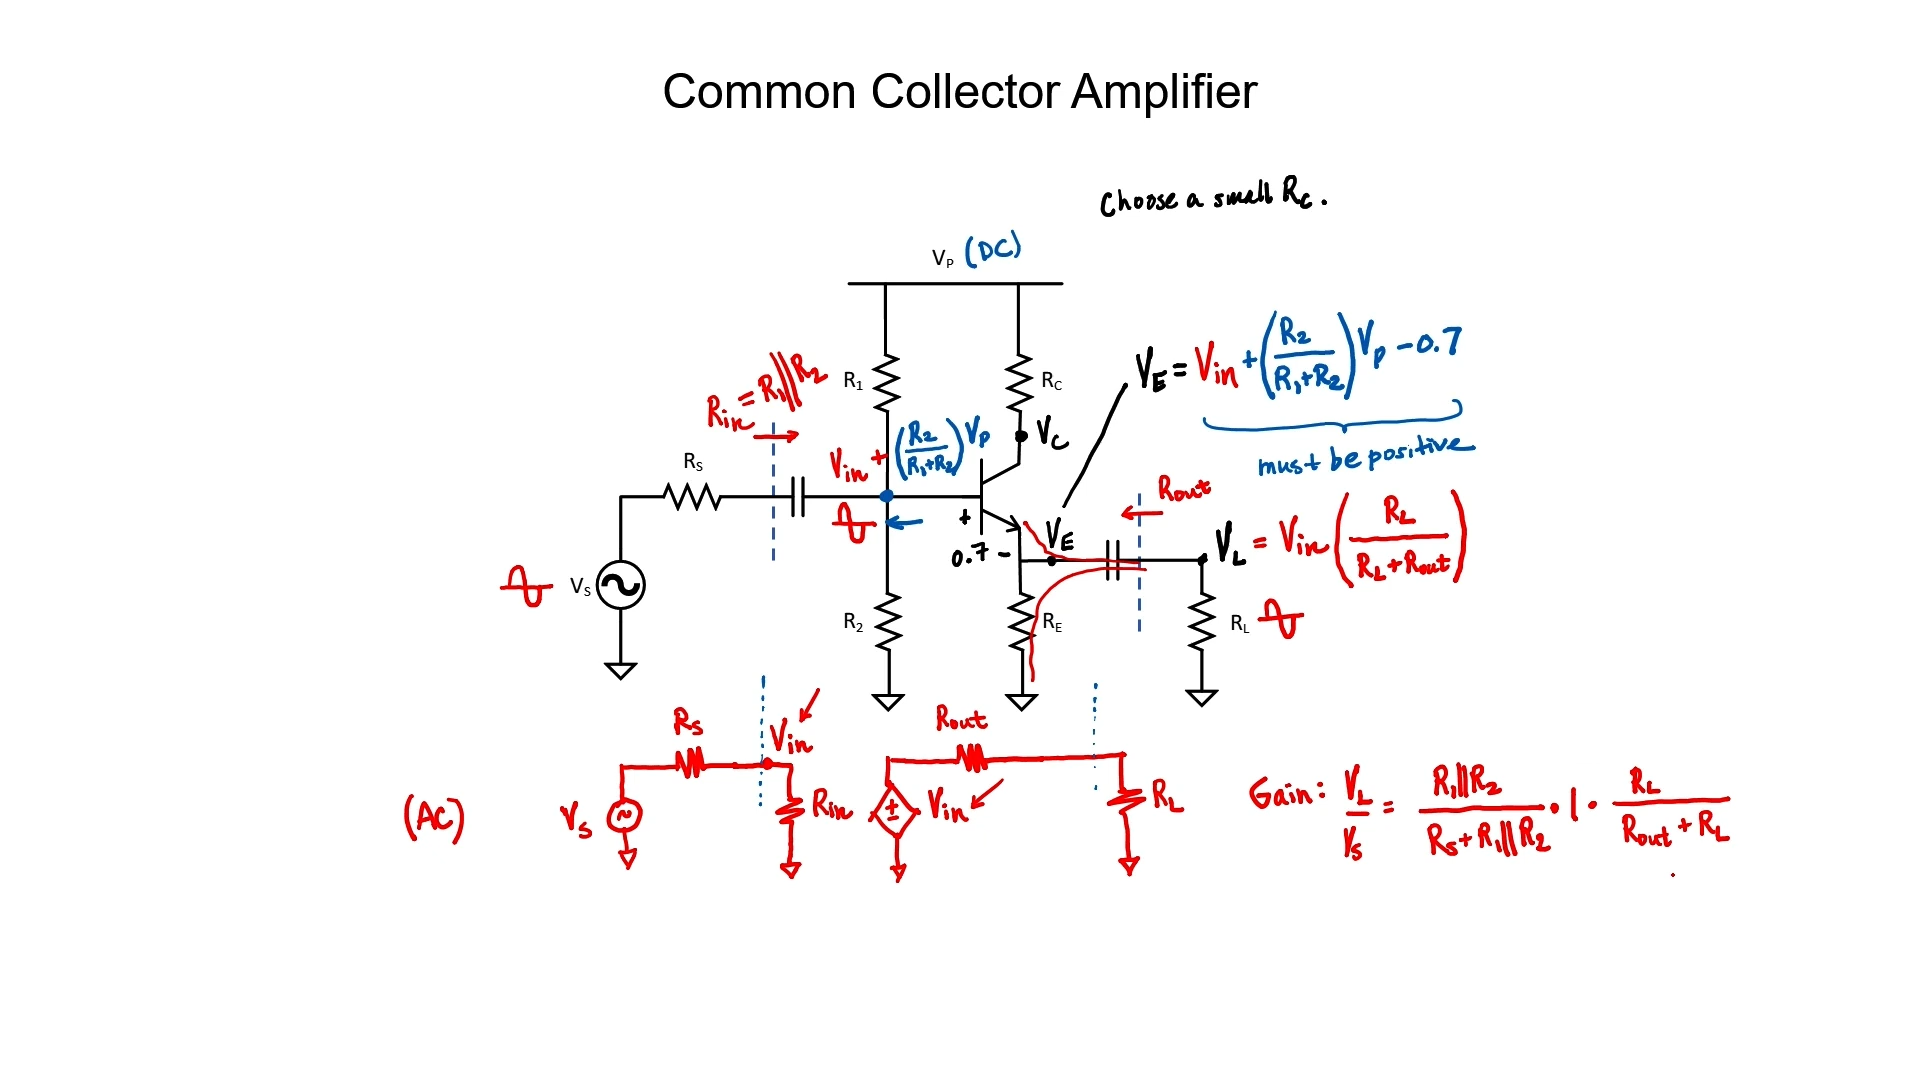 Common Collector Amplifier
Choose a small Rc.
VP (DC)
VE = Vin + (R2 / (R1+R2)) Vp − 0.7
must be positive
Rin = R1||R2
R1
RC
Vin + (R2 / (R1+R2)) Vp
VC
RS
Rout
+
0.7 −
VE
VL = Vin (RL / (RL+Rout))
VS
R2
RE
RL
Rs
Vin
Rout
(AC)
Vs
Rin
±
Vin
RL
Gain: VL / Vs = R1||R2 / (Rs + R1||R2) · 1 · RL / (Rout + RL)